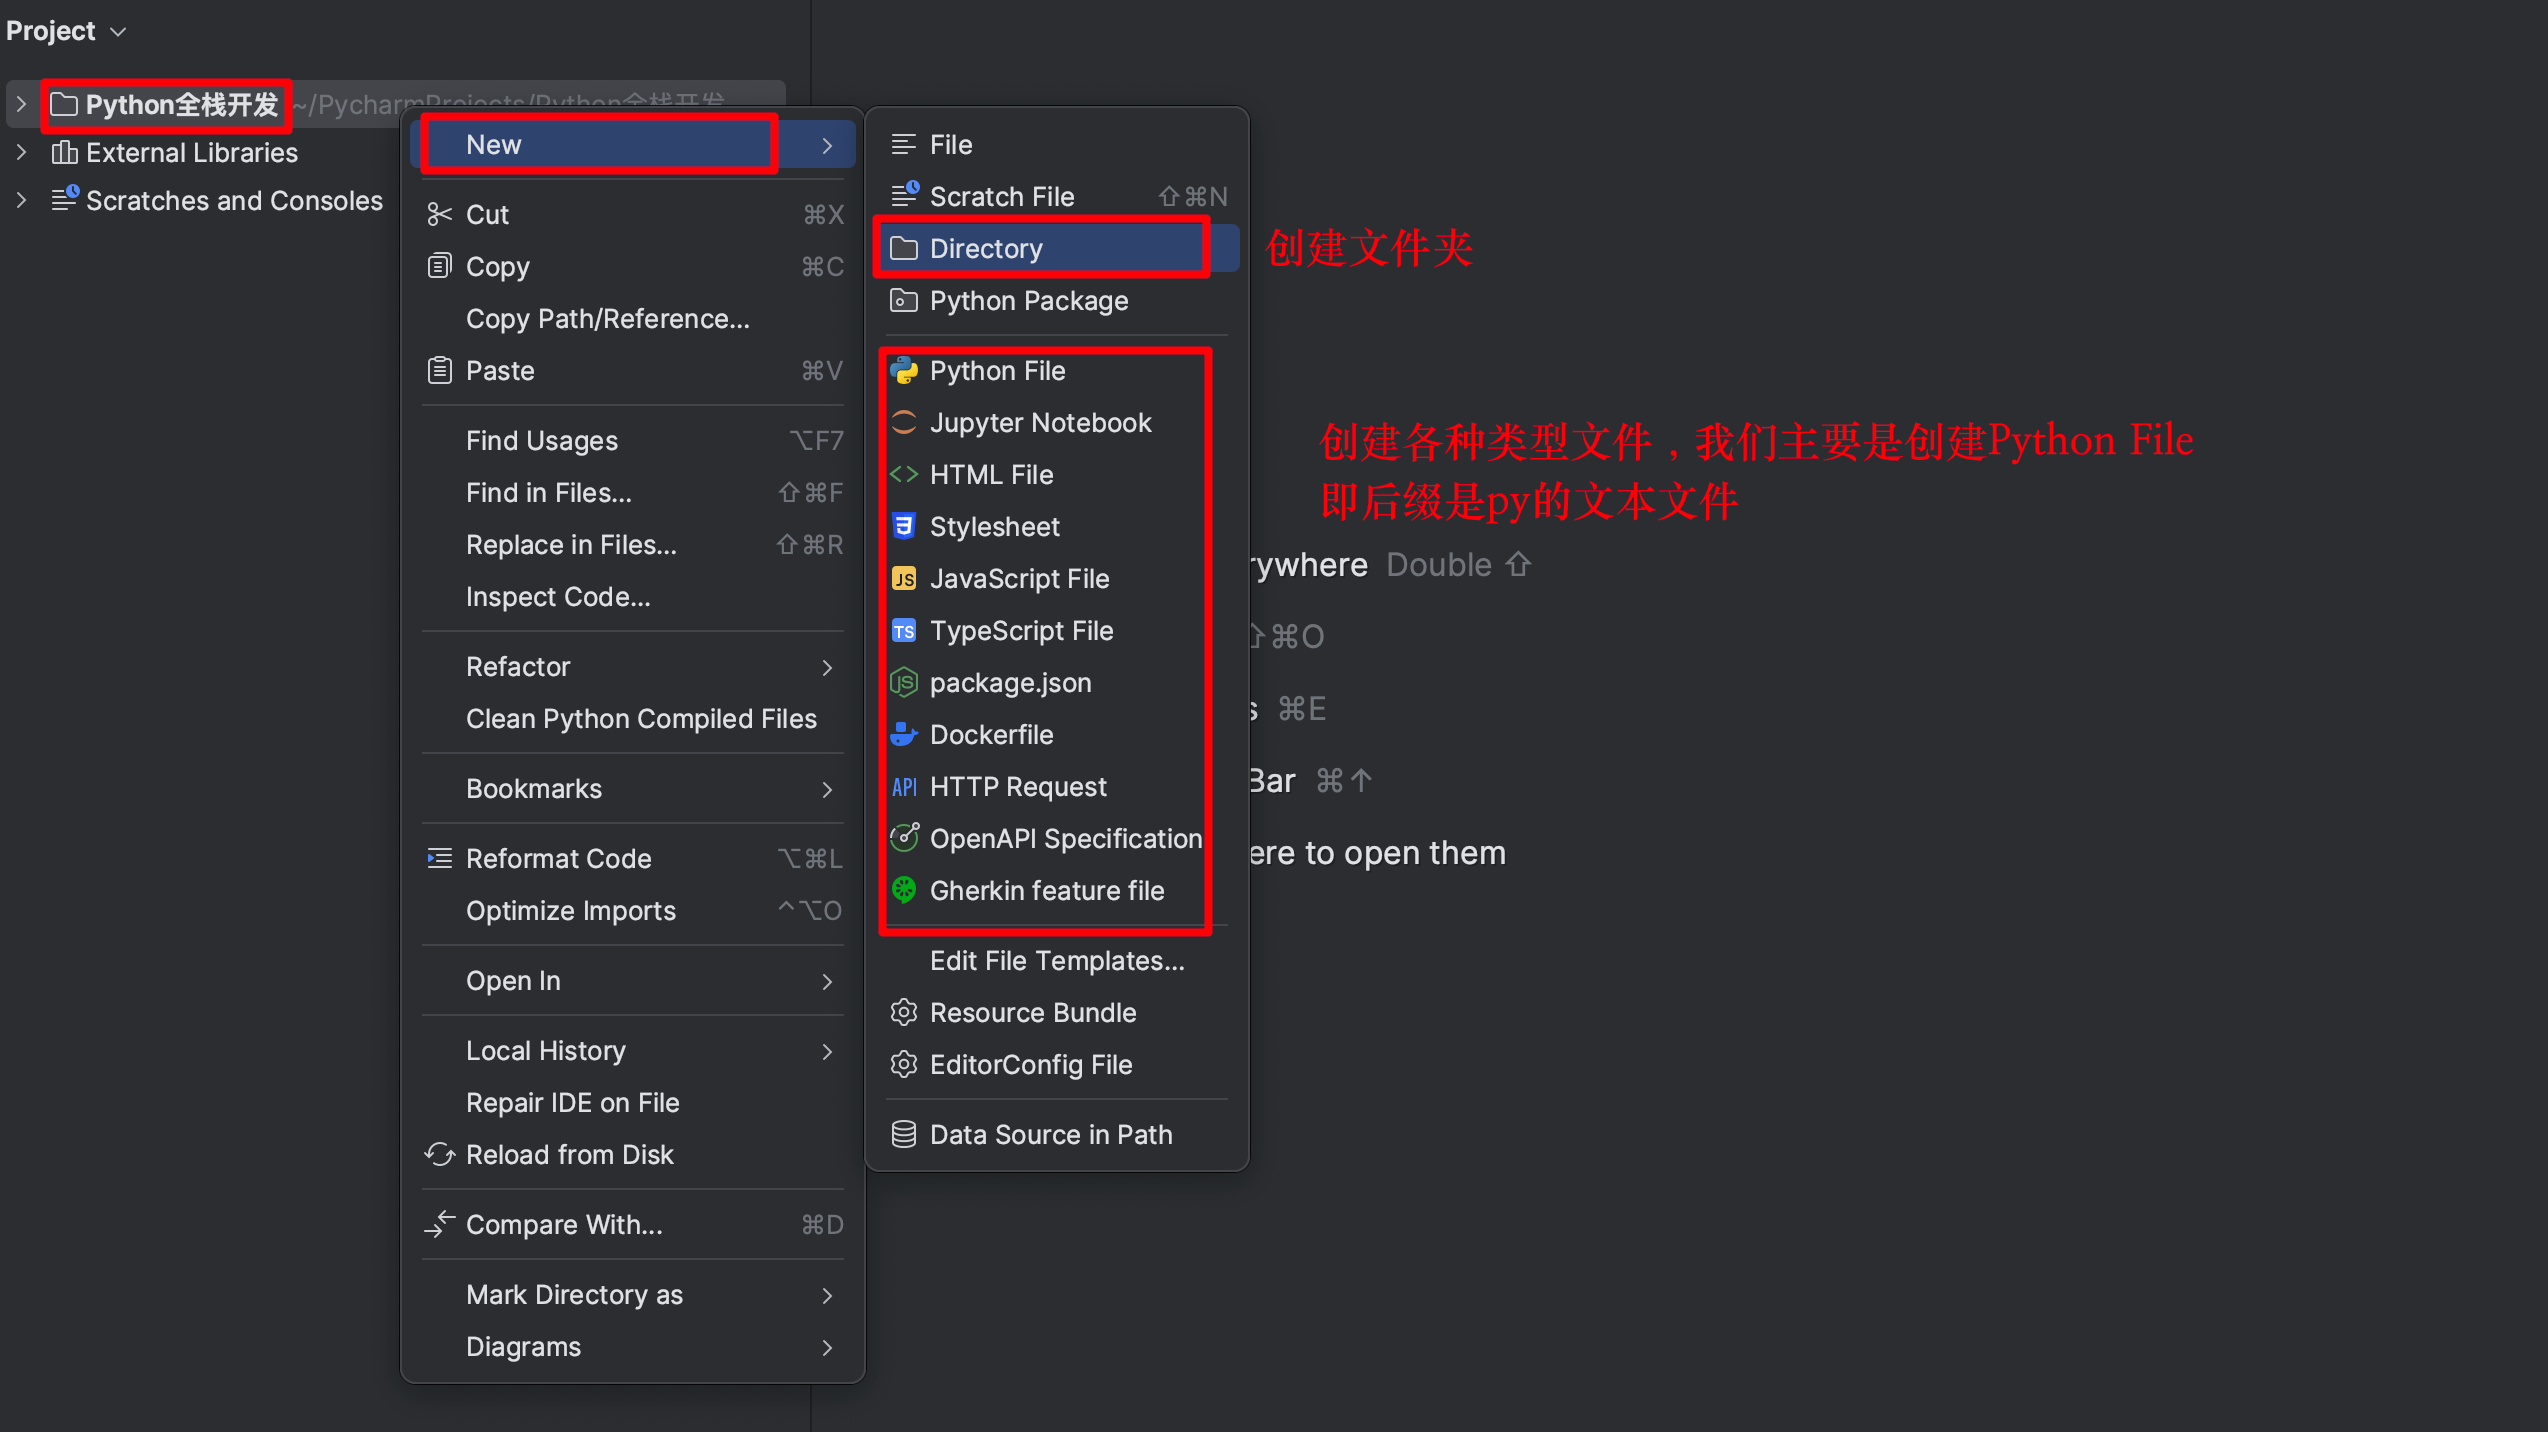 Project
Python全栈开发 ~/PycharmProjects/Python全栈开发
External Libraries
Scratches and Consoles
New
Cut ⌘X
Copy ⌘C
Copy Path/Reference...
Paste ⌘V
Find Usages ⌥F7
Find in Files... ⇧⌘F
Replace in Files... ⇧⌘R
Inspect Code...
Refactor
Clean Python Compiled Files
Bookmarks
Reformat Code ⌥⌘L
Optimize Imports ^⌥O
Open In
Local History
Repair IDE on File
Reload from Disk
Compare With... ⌘D
Mark Directory as
Diagrams
File
Scratch File ⇧⌘N
Directory
Python Package
Python File
Jupyter Notebook
HTML File
Stylesheet
JS JavaScript File
TS TypeScript File
JS package.json
Dockerfile
API HTTP Request
OpenAPI Specification
Gherkin feature file
Edit File Templates...
Resource Bundle
EditorConfig File
Data Source in Path
创建文件夹
创建各种类型文件，我们主要是创建Python File
即后缀是py的文本文件
rywhere Double ⇧
⇧⌘O
s ⌘E
Bar ⌘↑
ere to open them